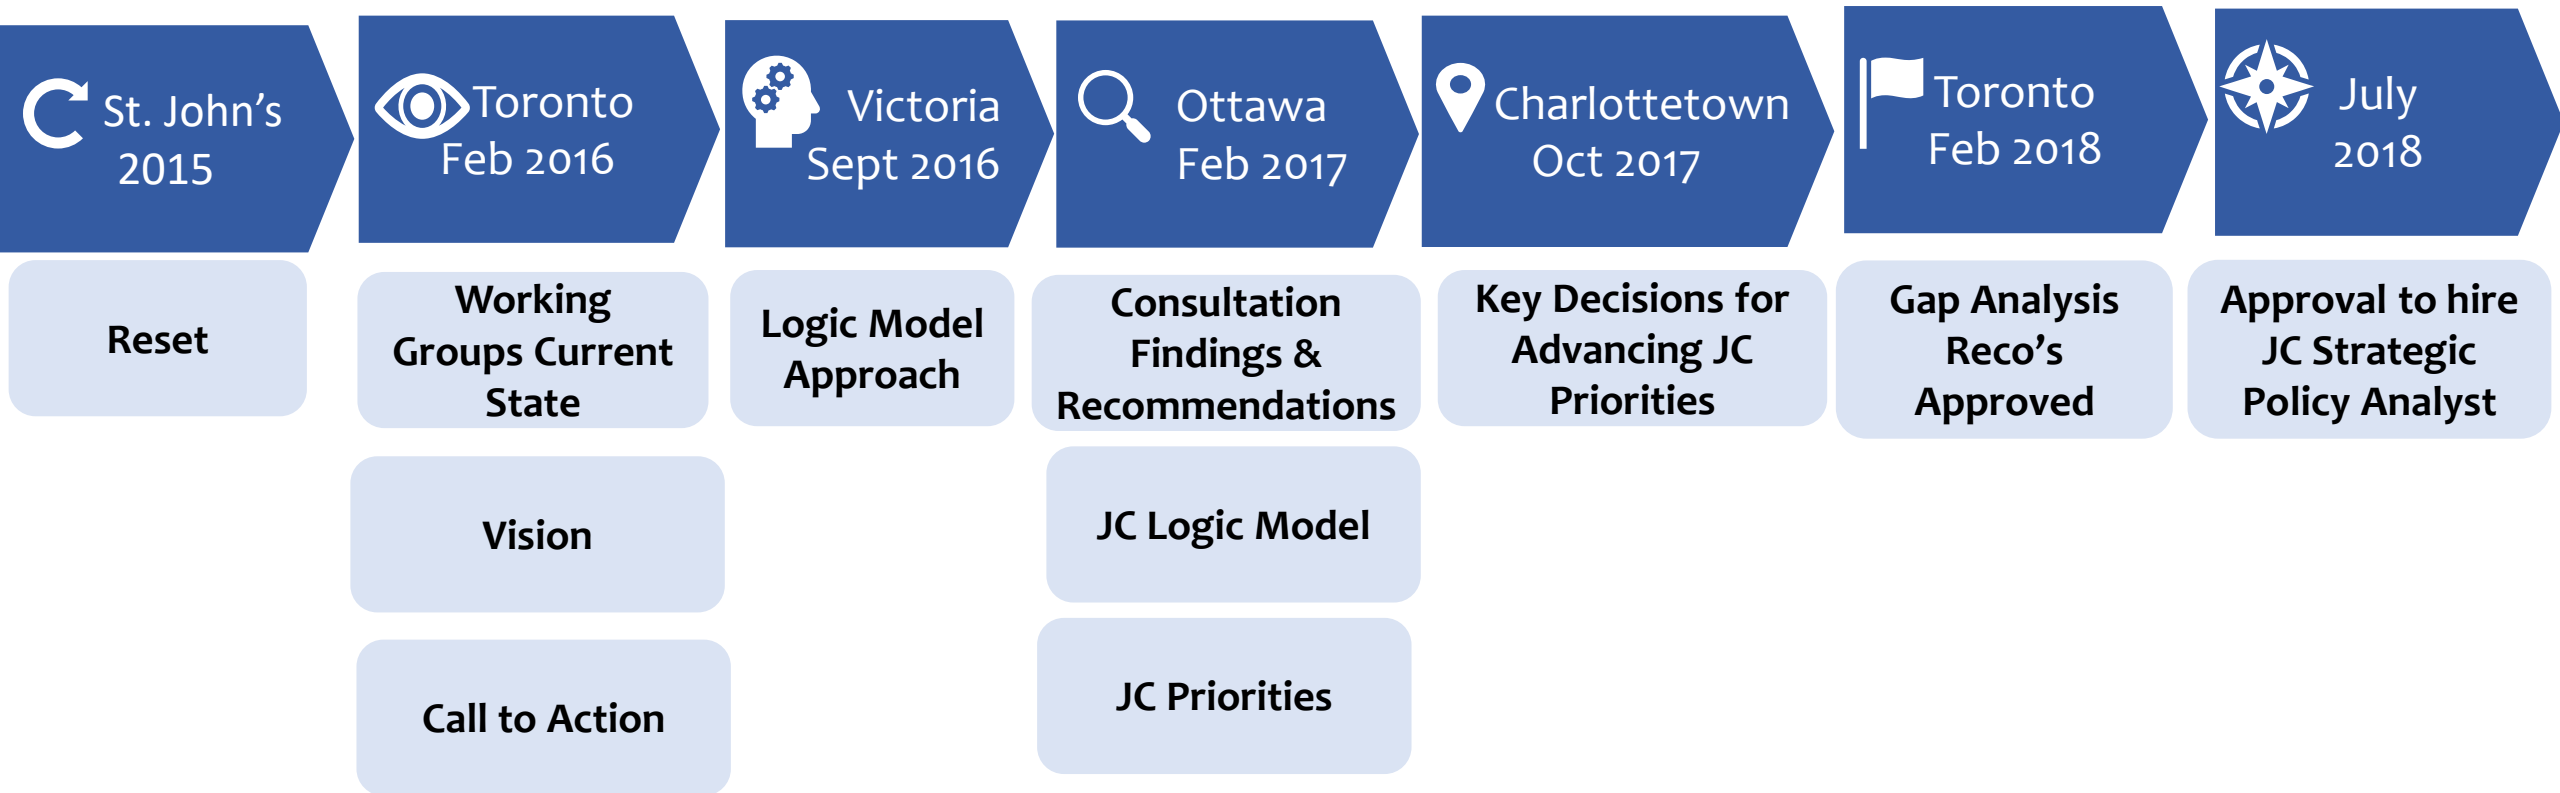 St. John’s
2015
Toronto
Feb 2016
Victoria
Sept 2016
Ottawa
Feb 2017
Charlottetown
Oct 2017
Toronto
Feb 2018
July
2018
Reset
Working
Groups Current
State
Vision
Call to Action
Logic Model
Approach
Consultation
Findings &
Recommendations
JC Logic Model
JC Priorities
Key Decisions for
Advancing JC
Priorities
Gap Analysis
Reco’s
Approved
Approval to hire
JC Strategic
Policy Analyst